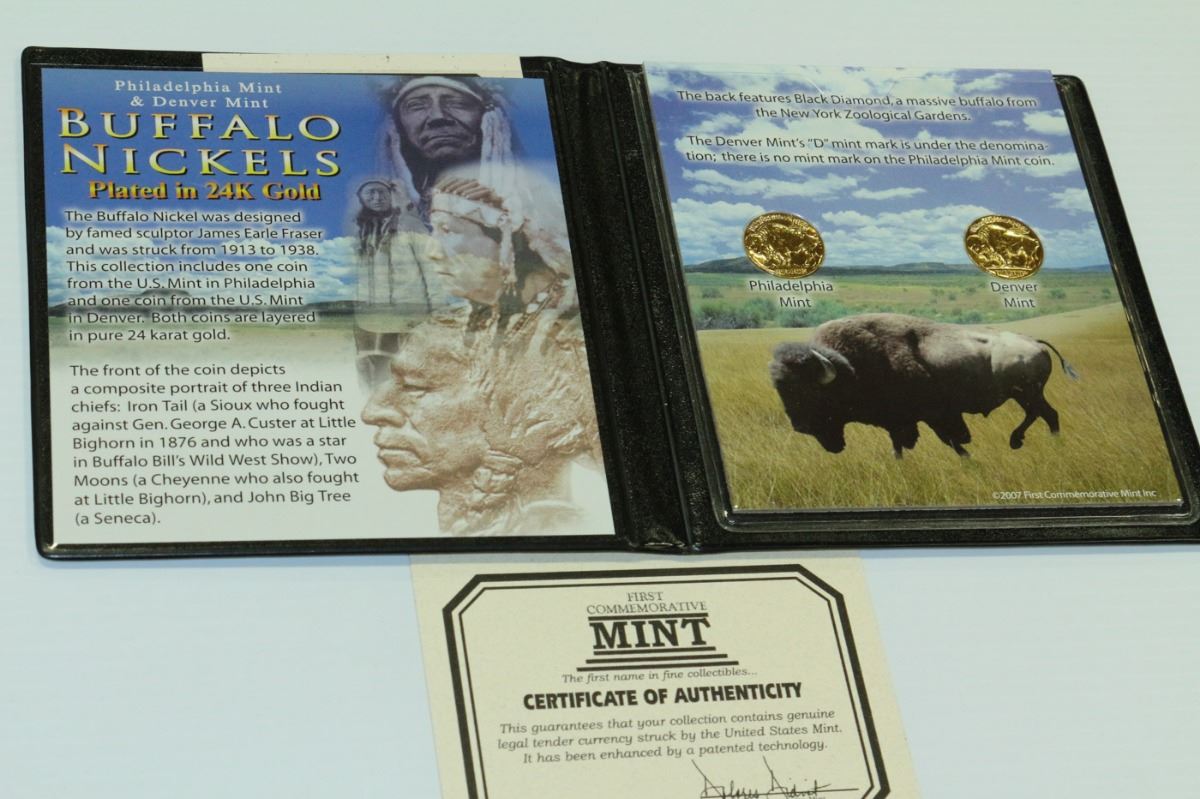 Philadelphia Mint
& Denver Mint
BUFFALO
NICKELS
Plated in 24K Gold
The Buffalo Nickel was designed
by famed sculptor James Earle Fraser
and was struck from 1913 to 1938.
This collection includes one coin
from the U.S. Mint in Philadelphia
and one coin from the U.S. Mint
in Denver. Both coins are layered
in pure 24 karat gold.
The front of the coin depicts
a composite portrait of three Indian
chiefs: Iron Tail (a Sioux who fought
against Gen. George A. Custer at Little
Bighorn in 1876 and who was a star
in Buffalo Bill's Wild West Show), Two
Moons (a Cheyenne who also fought
at Little Bighorn), and John Big Tree
(a Seneca).
The back features Black Diamond, a massive buffalo from
the New York Zoological Gardens.
The Denver Mint's "D" mint mark is under the denomina-
tion; there is no mint mark on the Philadelphia Mint coin.
Philadelphia
Mint
Denver
Mint
©2007 First Commemorative Mint Inc
FIRST
COMMEMORATIVE
MINT
The first name in fine collectibles...
CERTIFICATE OF AUTHENTICITY
This guarantees that your collection contains genuine
legal tender currency struck by the United States Mint.
It has been enhanced by a patented technology.